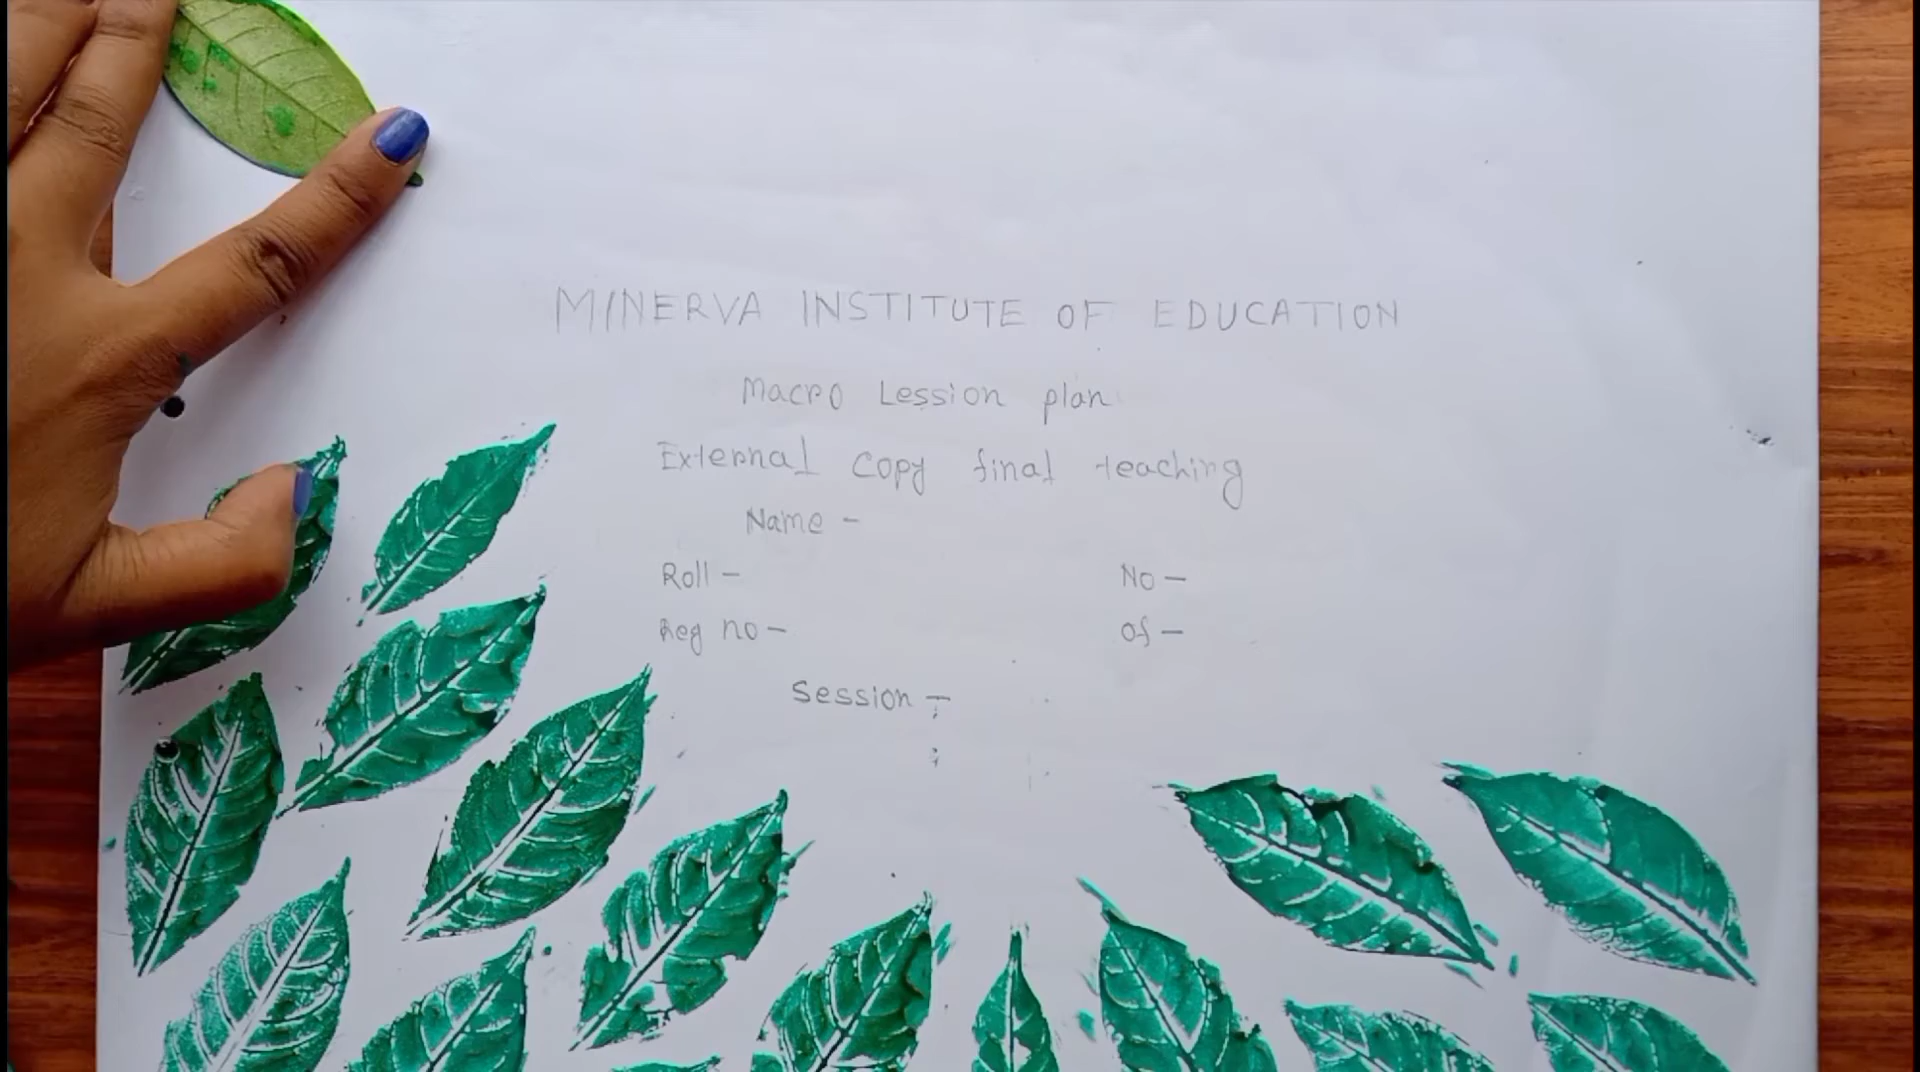 MINERVA INSTITUTE OF EDUCATION
Macro Lession plan
External Copy final teaching
Name -
Roll - No -
Reg no - Of -
Session -